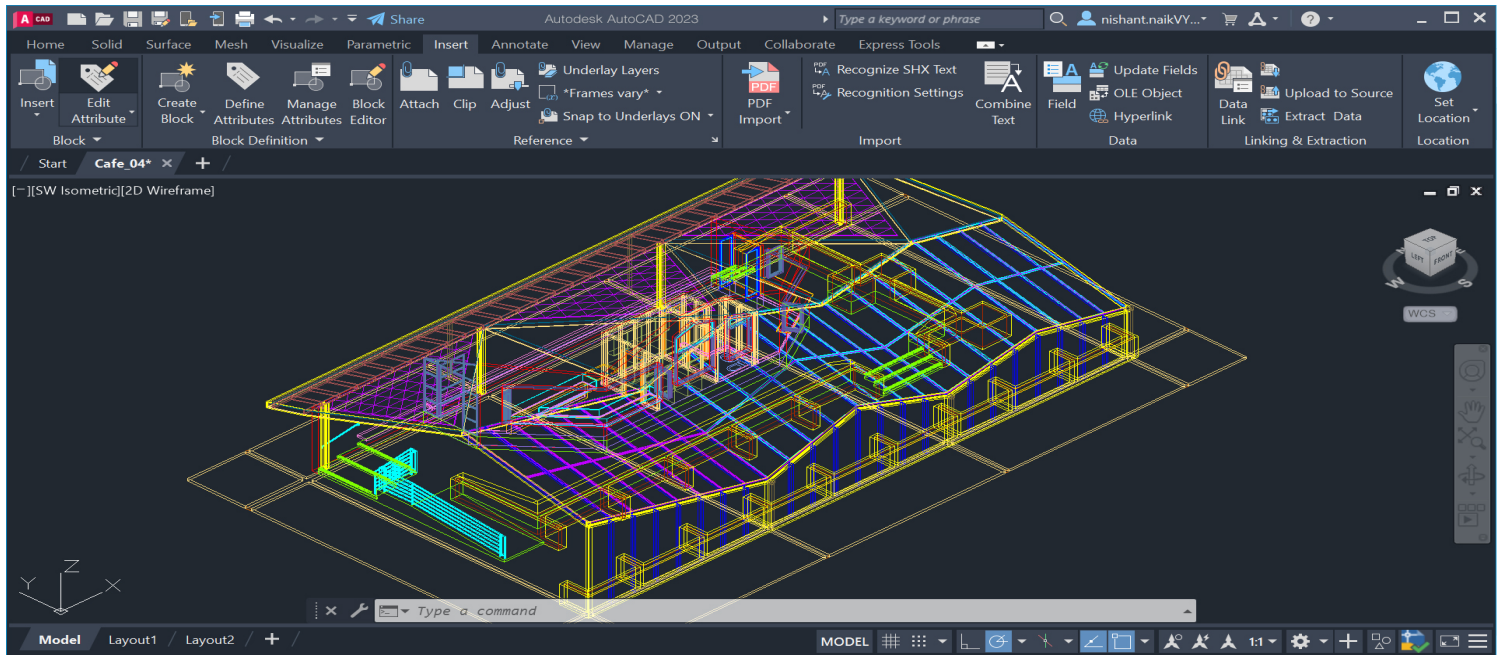 A CAD Share Autodesk AutoCAD 2023 Type a keyword or phrase nishant.naikVY...
Home Solid Surface Mesh Visualize Parametric Insert Annotate View Manage Output Collaborate Express Tools
Insert
Edit Attribute
Create Block
Define Attributes
Manage Attributes
Block Editor
Attach Clip Adjust
Underlay Layers
*Frames vary*
Snap to Underlays ON
PDF
PDF Import
Recognize SHX Text
Recognition Settings
Combine Text
Field
Update Fields
OLE Object
Hyperlink
Data Link
Upload to Source
Extract Data
Set Location
Block Block Definition Reference Import Data Linking & Extraction Location
Start Cafe_04*
[−][SW Isometric][2D Wireframe]
TOP
LEFT FRONT
W S
WCS
Z
Y X
Type a command
Model Layout1 Layout2 MODEL 1:1